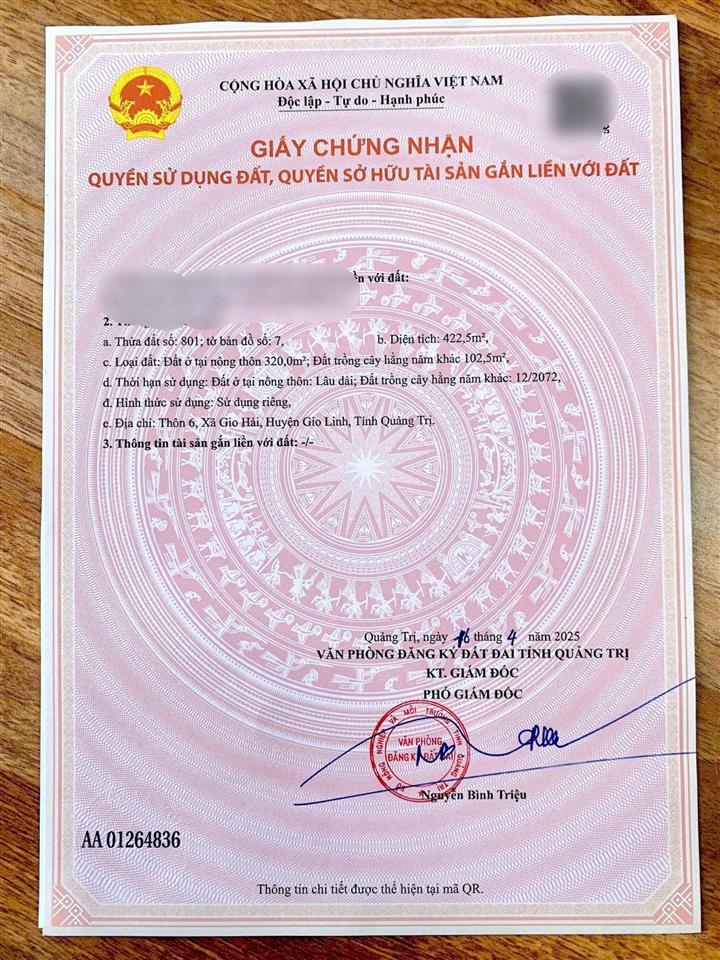 CỘNG HÒA XÃ HỘI CHỦ NGHĨA VIỆT NAM
Độc lập - Tự do - Hạnh phúc
GIẤY CHỨNG NHẬN
QUYỀN SỬ DỤNG ĐẤT, QUYỀN SỞ HỮU TÀI SẢN GẮN LIỀN VỚI ĐẤT
với đất:
2.
a. Thửa đất số: 801; tờ bản đồ số: 7, b. Diện tích: 422,5m²,
c. Loại đất: Đất ở tại nông thôn 320,0m²; Đất trồng cây hằng năm khác 102,5m²,
d. Thời hạn sử dụng: Đất ở tại nông thôn: Lâu dài; Đất trồng cây hằng năm khác: 12/2072,
đ. Hình thức sử dụng: Sử dụng riêng,
e. Địa chỉ: Thôn 6, Xã Gio Hải, Huyện Gio Linh, Tỉnh Quảng Trị.
3. Thông tin tài sản gắn liền với đất: -/-
Quảng Trị, ngày 16 tháng 4 năm 2025
VĂN PHÒNG ĐĂNG KÝ ĐẤT ĐAI TỈNH QUẢNG TRỊ
KT. GIÁM ĐỐC
PHÓ GIÁM ĐỐC
VĂN PHÒNG
ĐĂNG KÝ ĐẤT
Nguyễn Bình Triệu
AA 01264836
Thông tin chi tiết được thể hiện tại mã QR.